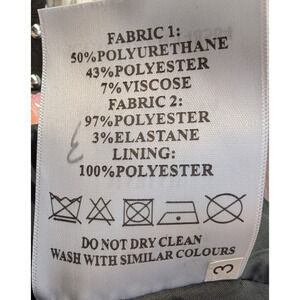 FABRIC 1:
50%POLYURETHANE
43%POLYESTER
7%VISCOSE
FABRIC 2:
97%POLYESTER
3%ELASTANE
LINING:
100%POLYESTER
DO NOT DRY CLEAN
WASH WITH SIMILAR COLOURS
3